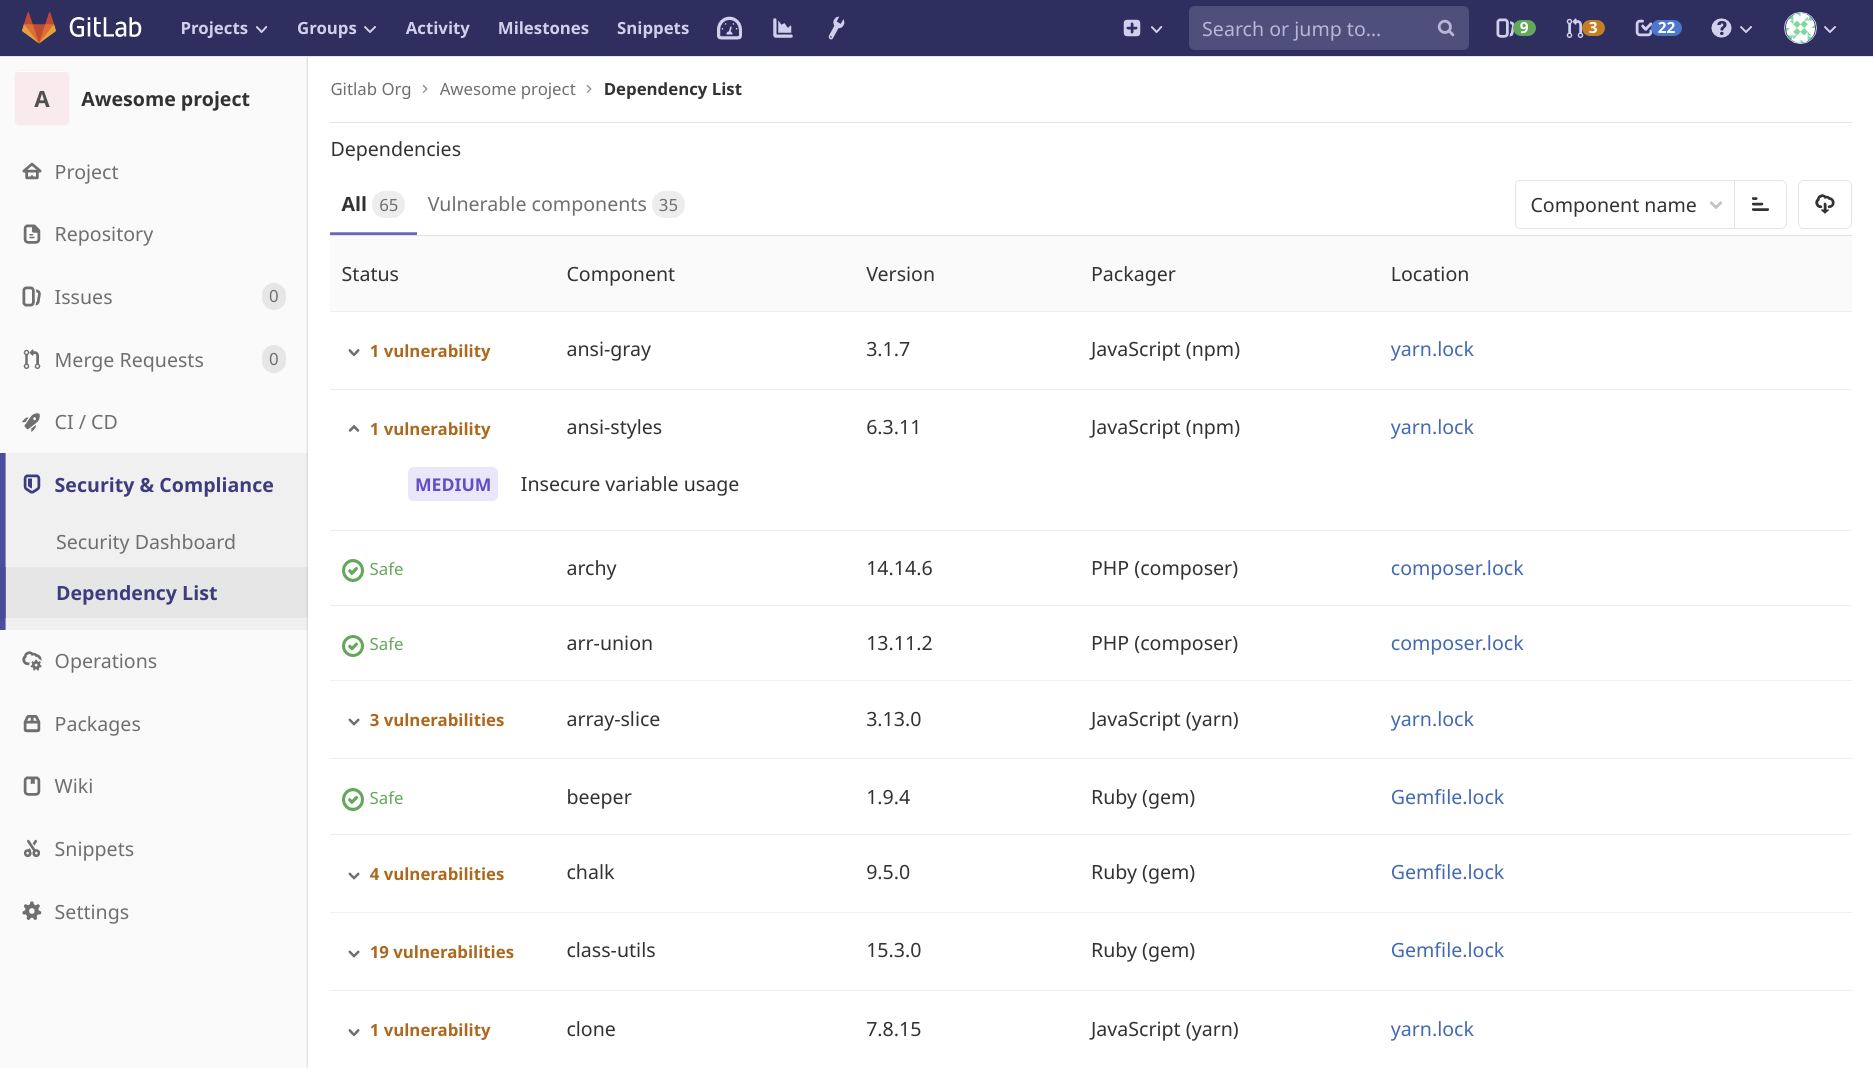 GitLab Projects Groups Activity Milestones Snippets Search or jump to... 9 3 22
A Awesome project
Project
Repository
Issues 0
Merge Requests 0
CI / CD
Security & Compliance
Security Dashboard
Dependency List
Operations
Packages
Wiki
Snippets
Settings
Gitlab Org › Awesome project › Dependency List
Dependencies
All 65 Vulnerable components 35 Component name
Status Component Version Packager Location
1 vulnerability ansi-gray 3.1.7 JavaScript (npm) yarn.lock
1 vulnerability ansi-styles 6.3.11 JavaScript (npm) yarn.lock
MEDIUM Insecure variable usage
Safe archy 14.14.6 PHP (composer) composer.lock
Safe arr-union 13.11.2 PHP (composer) composer.lock
3 vulnerabilities array-slice 3.13.0 JavaScript (yarn) yarn.lock
Safe beeper 1.9.4 Ruby (gem) Gemfile.lock
4 vulnerabilities chalk 9.5.0 Ruby (gem) Gemfile.lock
19 vulnerabilities class-utils 15.3.0 Ruby (gem) Gemfile.lock
1 vulnerability clone 7.8.15 JavaScript (yarn) yarn.lock